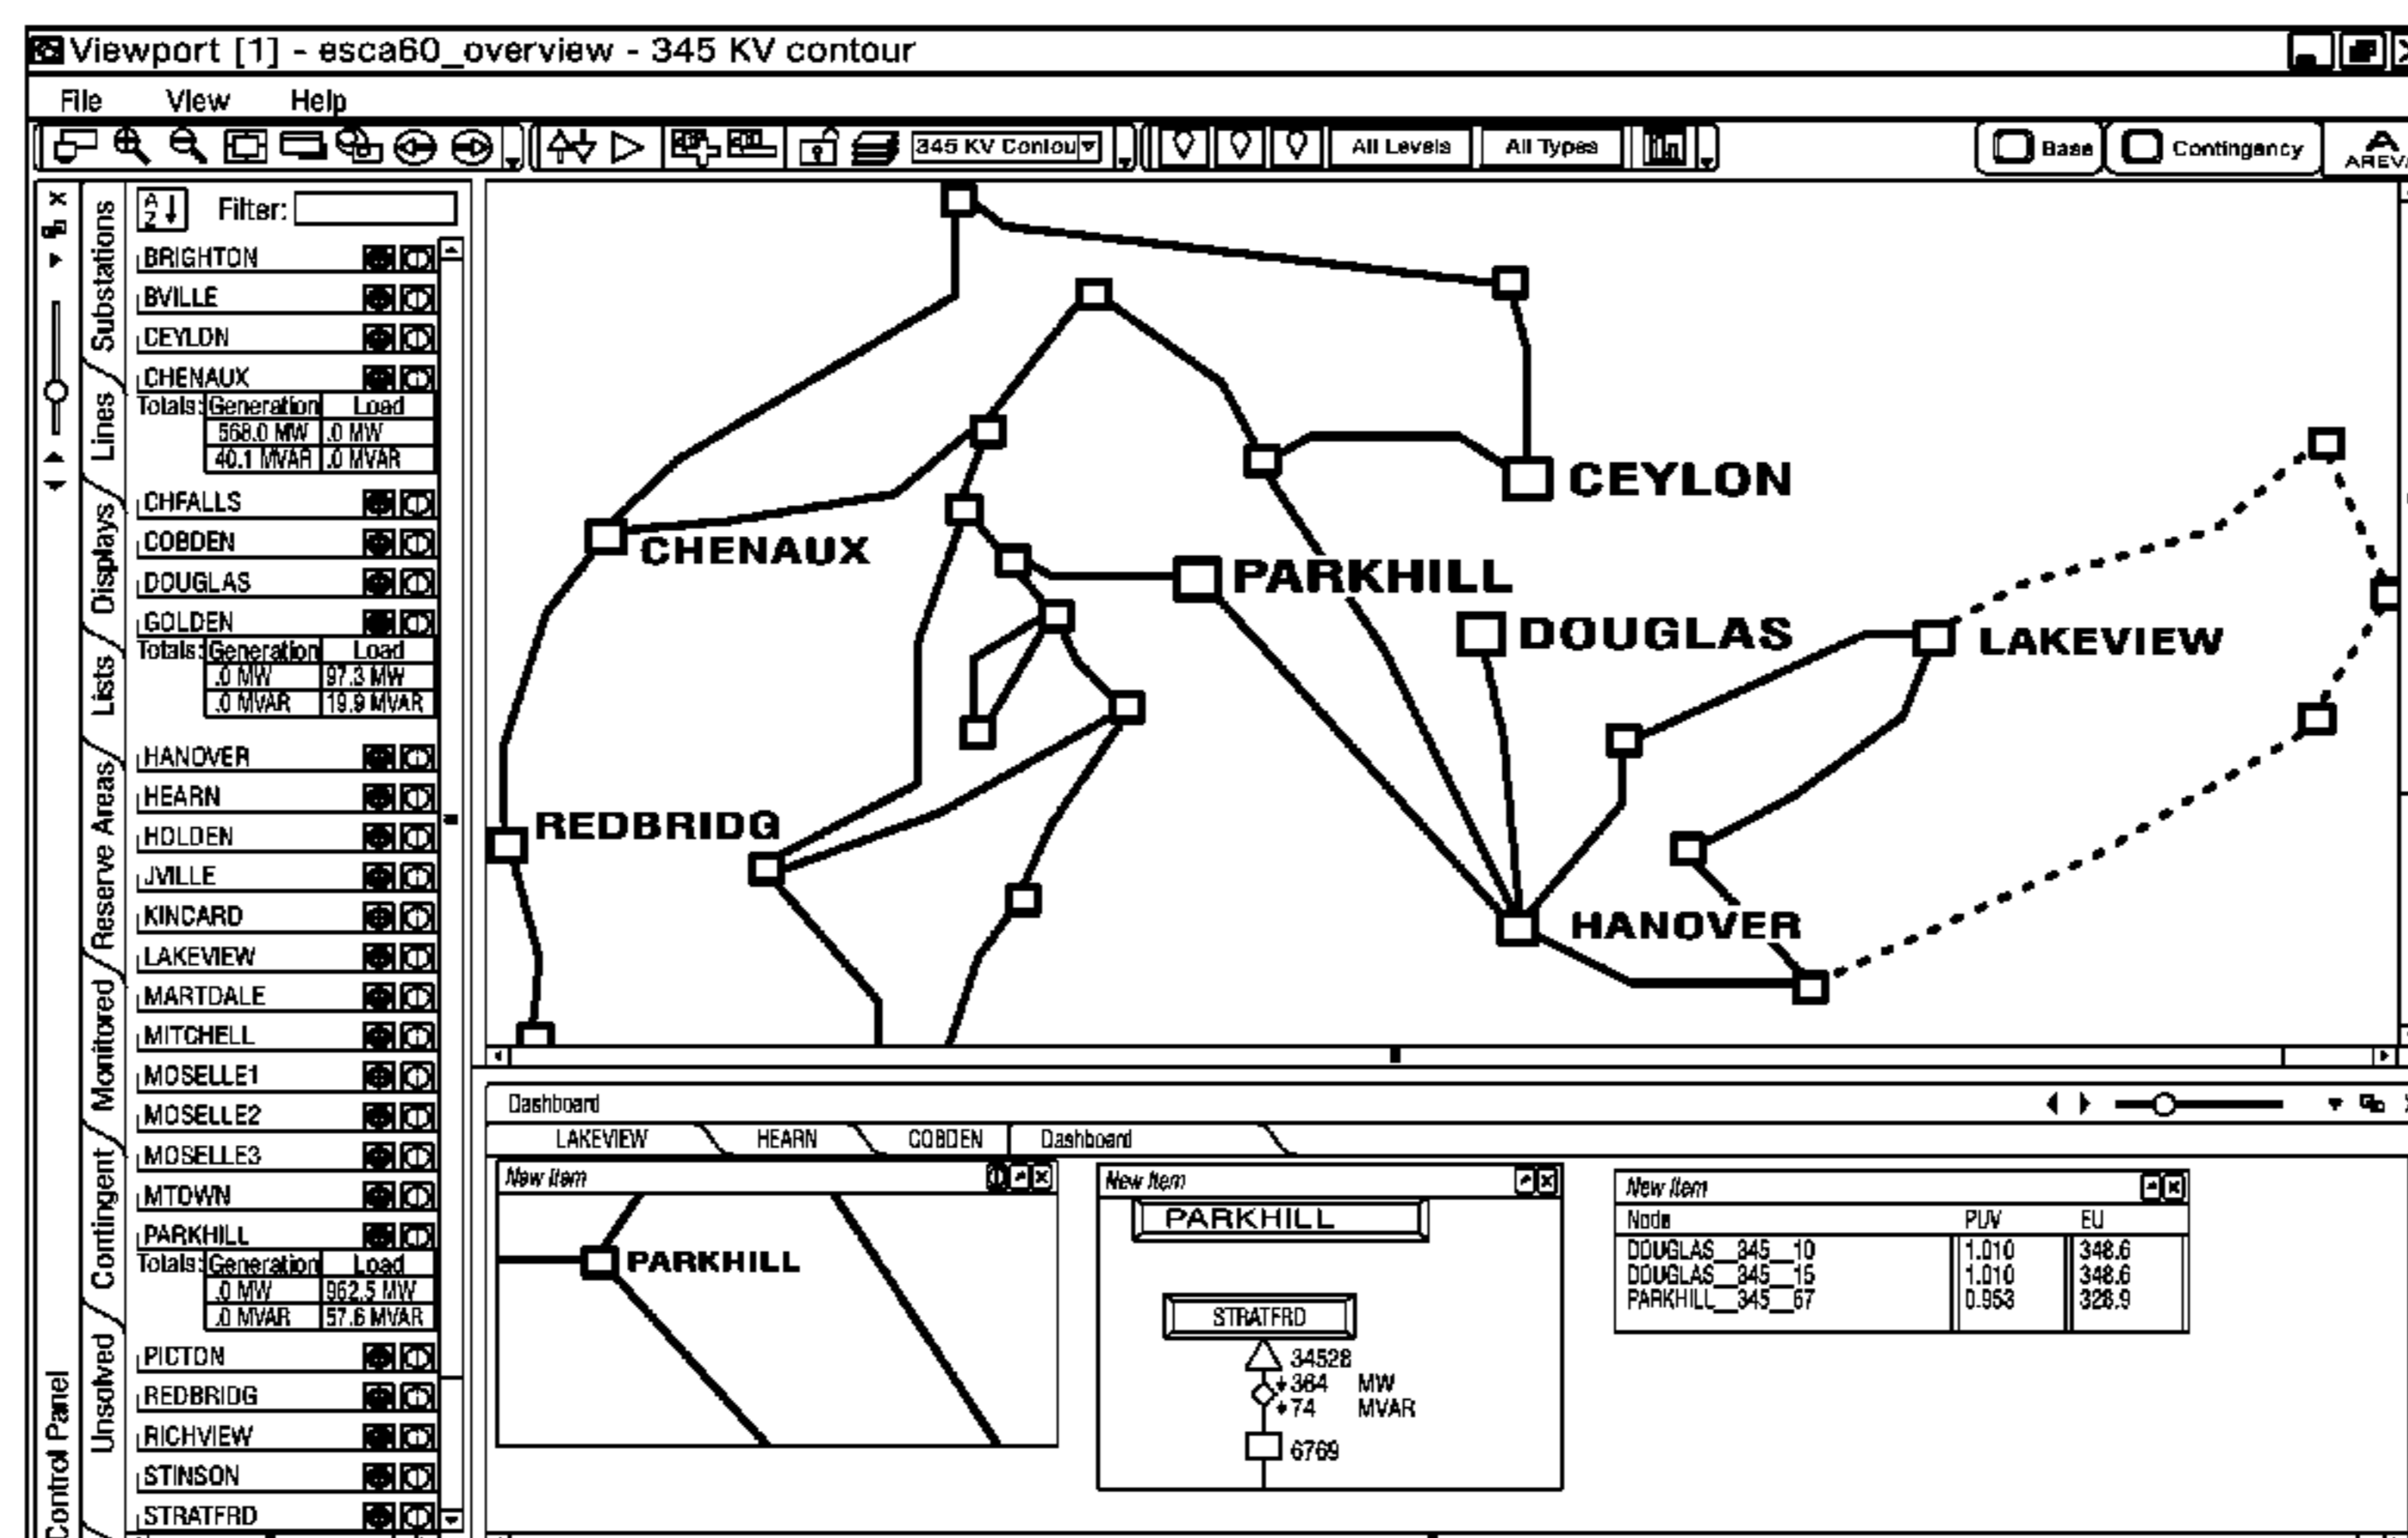 Viewport [1] - esca60_overview - 345 KV contour
File View Help
345 KV Contou All Levels All Types Base Contingency
Control Panel
Substations
Lines
Displays
Lists
Reserve Areas
Monitored
Contingent
Unsolved
A
Z Filter:
BRIGHTON
BVILLE
CEYLON
CHENAUX
Totals: Generation Load
568.0 MW .0 MW
40.1 MVAR .0 MVAR
CHFALLS
COBDEN
DOUGLAS
GOLDEN
Totals: Generation Load
.0 MW 97.3 MW
.0 MVAR 19.9 MVAR
HANOVER
HEARN
HOLDEN
JVILLE
KINCARD
LAKEVIEW
MARTDALE
MITCHELL
MOSELLE1
MOSELLE2
MOSELLE3
MTOWN
PARKHILL
Totals: Generation Load
.0 MW 962.5 MW
.0 MVAR 57.6 MVAR
PICTON
REDBRIDG
RICHVIEW
STINSON
STRATFRD
CEYLON
CHENAUX
PARKHILL
DOUGLAS
LAKEVIEW
REDBRIDG
HANOVER
Dashboard
LAKEVIEW HEARN COBDEN Dashboard
New Item
PARKHILL
New Item
PARKHILL
STRATFRD
34528
364 MW
74 MVAR
6769
New Item
Node PUV EU
DOUGLAS__345__10 1.010 348.6
DOUGLAS__345__15 1.010 348.6
PARKHILL__345__67 0.953 328.9